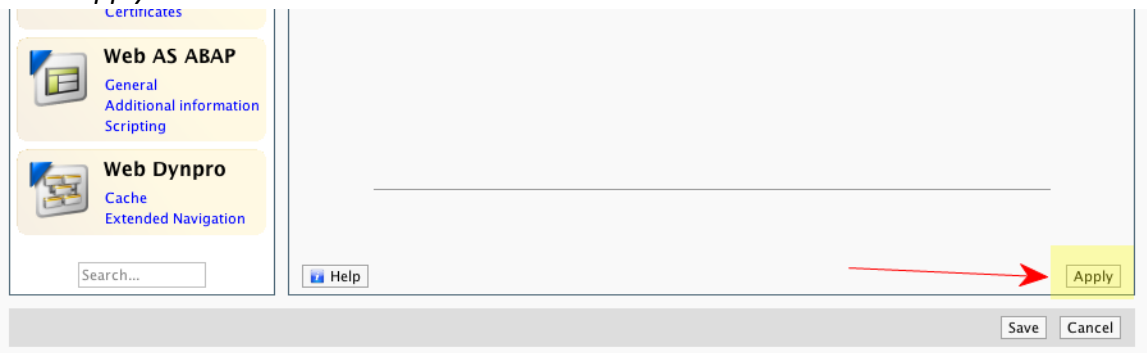 Certificates
Web AS ABAP
General
Additional information
Scripting
Web Dynpro
Cache
Extended Navigation
Search...
Help
Apply
Save Cancel